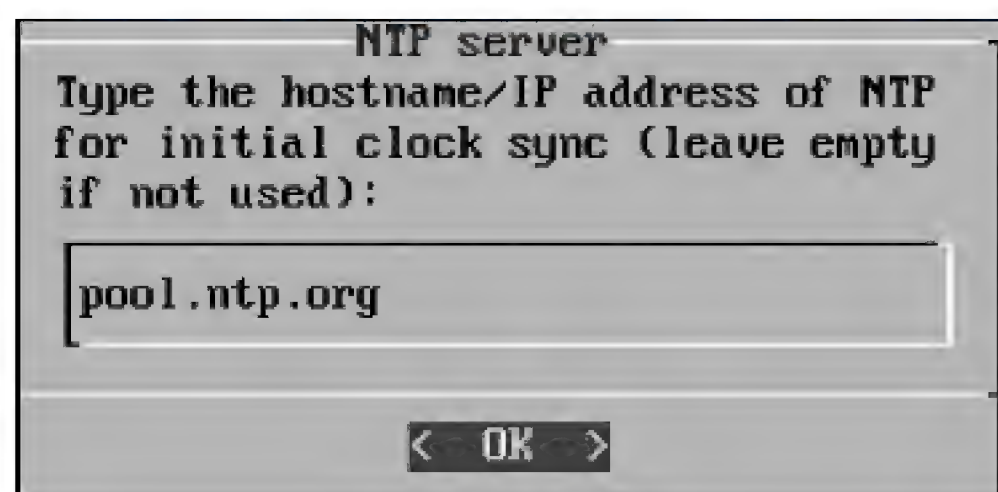 NTP server
Type the hostname/IP address of NTP
for initial clock sync (leave empty
if not used):
pool.ntp.org
< OK >